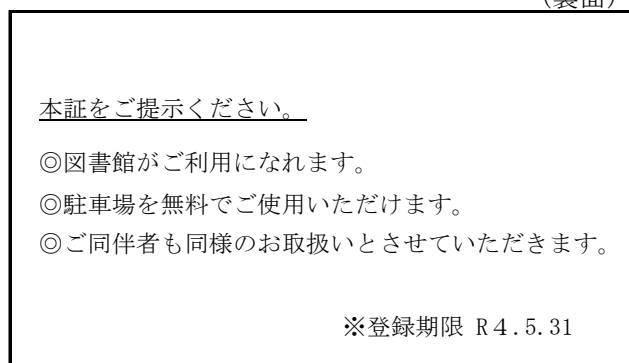 （裏面）
本証をご提示ください。
◎図書館がご利用になれます。
◎駐車場を無料でご使用いただけます。
◎ご同伴者も同様のお取扱いとさせていただきます。
※登録期限 R４.5.31